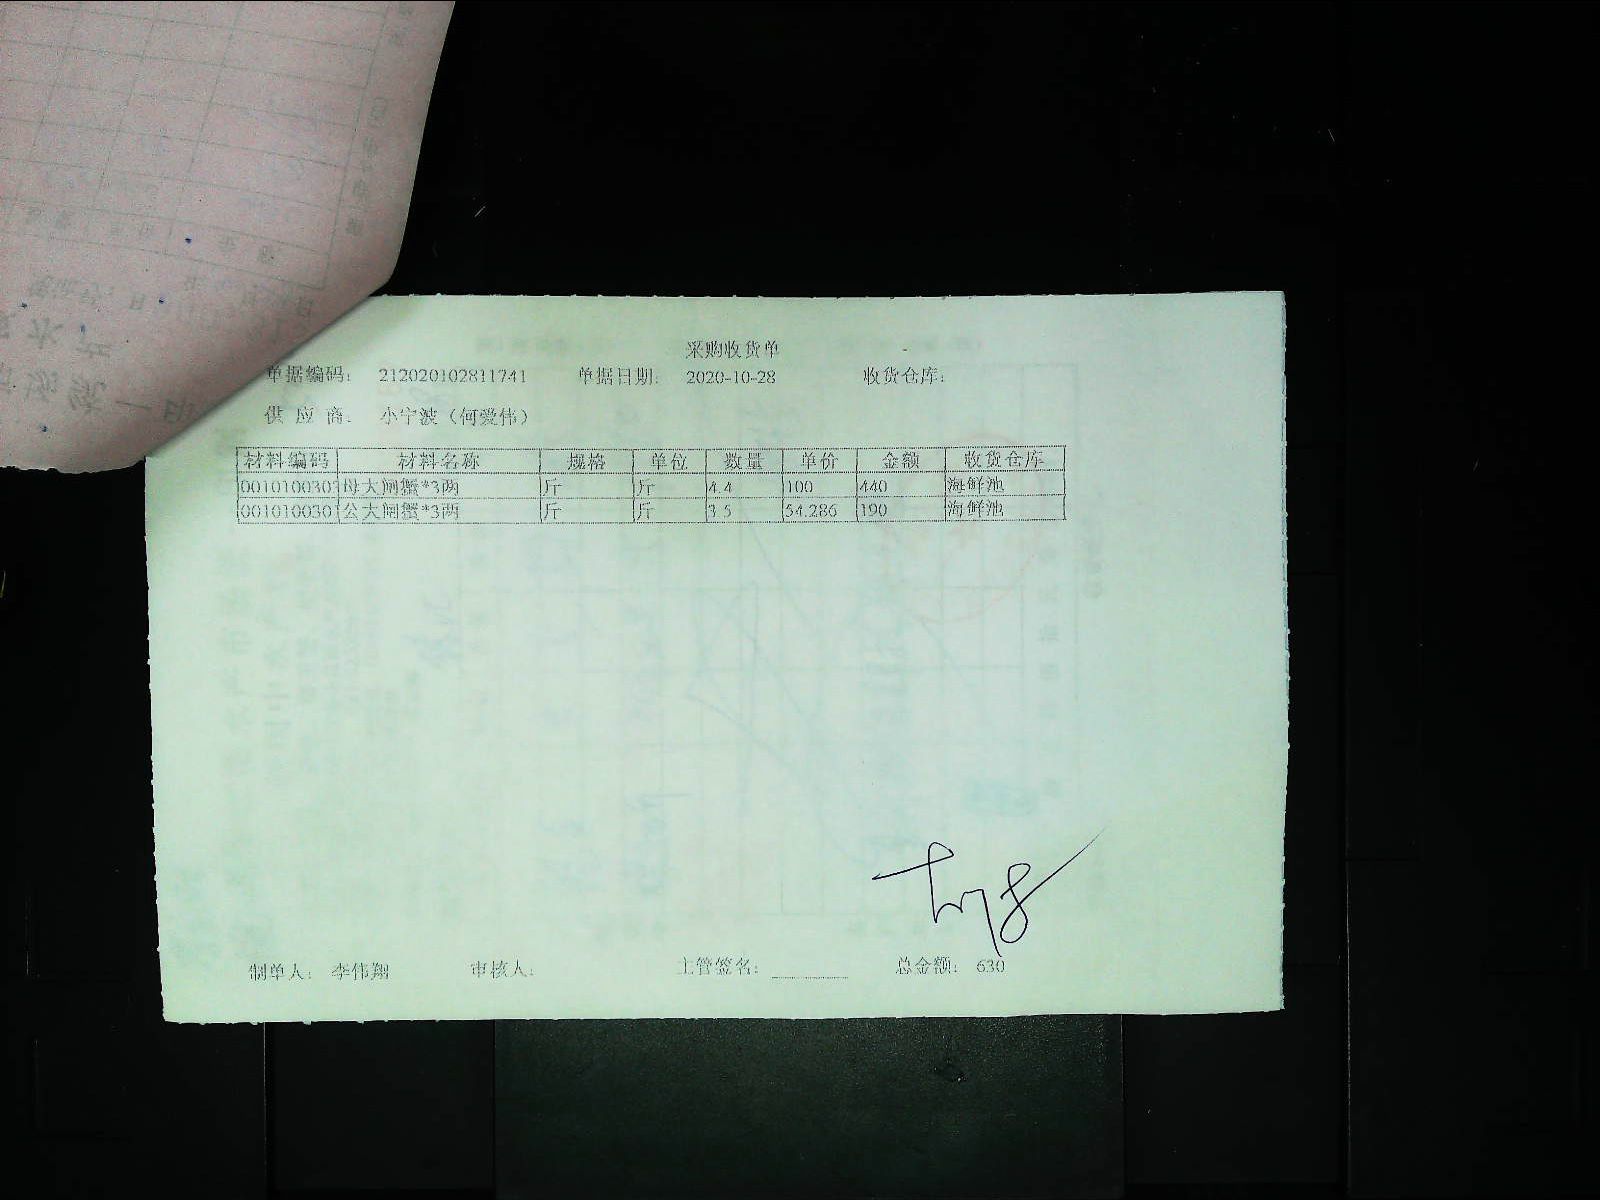 采购收货单
单据编码: 212020102811741 单据日期: 2020-10-28 收货仓库:
供应商: 小宁波（何爱伟）
材料编码 材料名称 规格 单位 数量 单价 金额 收货仓库
0010100303 母大闸蟹*3两 斤 斤 4.4 100 440 海鲜池
001010030 公大闸蟹*3两 斤 斤 3.5 54.286 190 海鲜池
制单人: 李伟翔 审核人: 主管签名: 总金额: 630